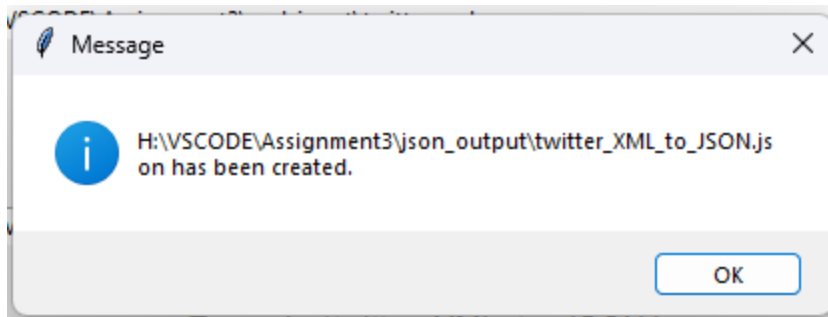 Message
H:\VSCODE\Assignment3\json_output\twitter_XML_to_JSON.js
on has been created.
OK